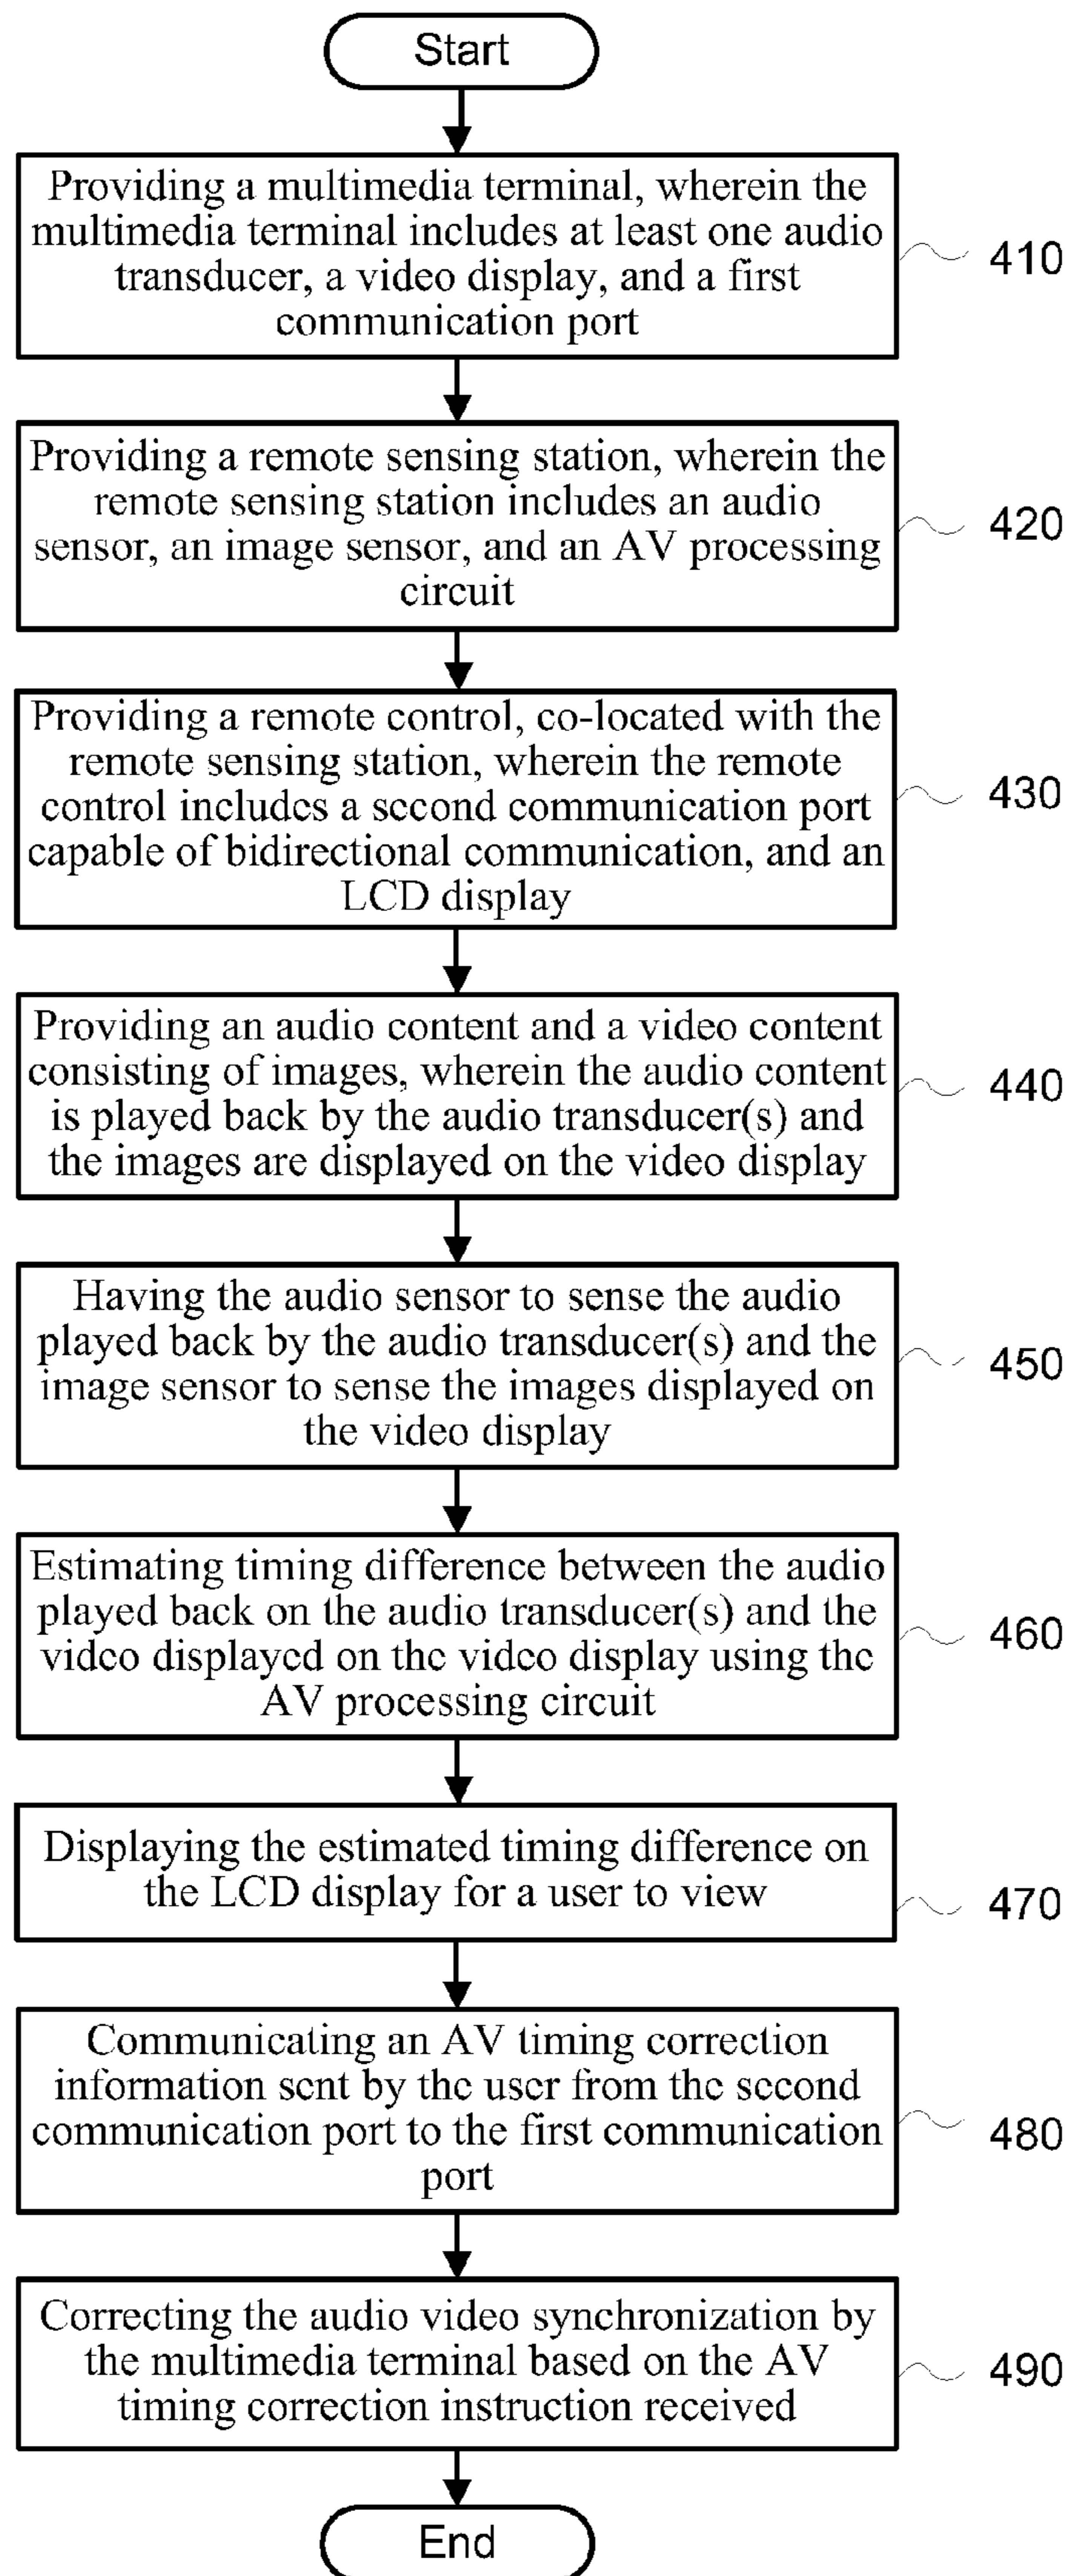 Start
Providing a multimedia terminal, wherein the
multimedia terminal includes at least one audio
transducer, a video display, and a first
communication port
410
Providing a remote sensing station, wherein the
remote sensing station includes an audio
sensor, an image sensor, and an AV processing
circuit
420
Providing a remote control, co-located with the
remote sensing station, wherein the remote
control includes a second communication port
capable of bidirectional communication, and an
LCD display
430
Providing an audio content and a video content
consisting of images, wherein the audio content
is played back by the audio transducer(s) and
the images are displayed on the video display
440
Having the audio sensor to sense the audio
played back by the audio transducer(s) and the
image sensor to sense the images displayed on
the video display
450
Estimating timing difference between the audio
played back on the audio transducer(s) and the
video displayed on the video display using the
AV processing circuit
460
Displaying the estimated timing difference on
the LCD display for a user to view
470
Communicating an AV timing correction
information sent by the user from the second
communication port to the first communication
port
480
Correcting the audio video synchronization by
the multimedia terminal based on the AV
timing correction instruction received
490
End